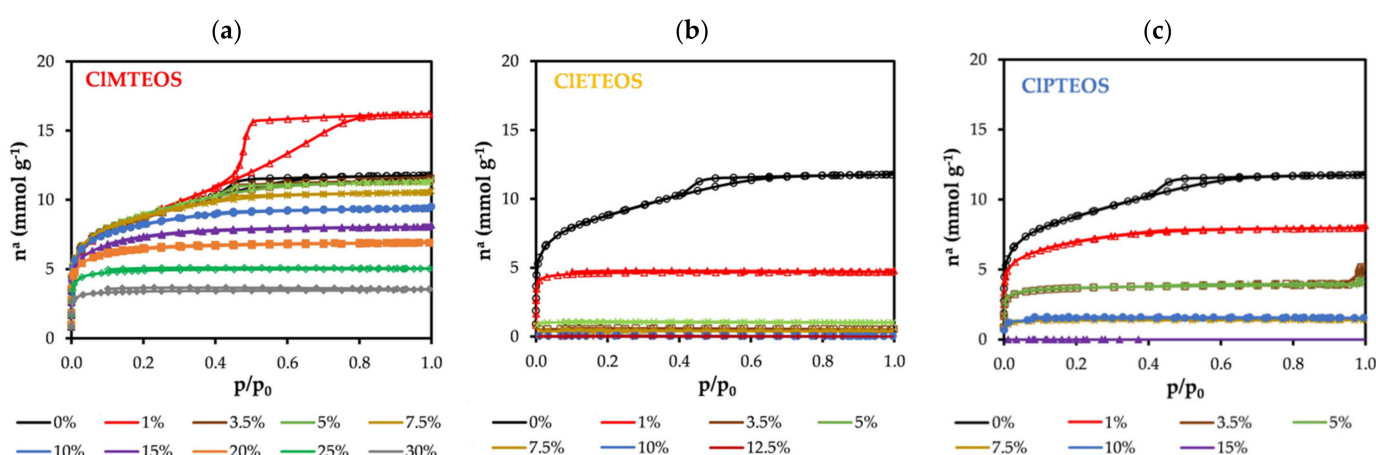 (a)
20
15
10
5
0
nᵃ (mmol g⁻¹)
ClMTEOS
0.0 0.2 0.4 0.6 0.8 1.0
p/p₀
0% 1% 3.5% 5% 7.5%
10% 15% 20% 25% 30%
(b)
20
15
10
5
0
nᵃ (mmol g⁻¹)
ClETEOS
0.0 0.2 0.4 0.6 0.8 1.0
p/p₀
0% 1% 3.5% 5%
7.5% 10% 12.5%
(c)
20
15
10
5
0
nᵃ (mmol g⁻¹)
ClPTEOS
0.0 0.2 0.4 0.6 0.8 1.0
p/p₀
0% 1% 3.5% 5%
7.5% 10% 15%